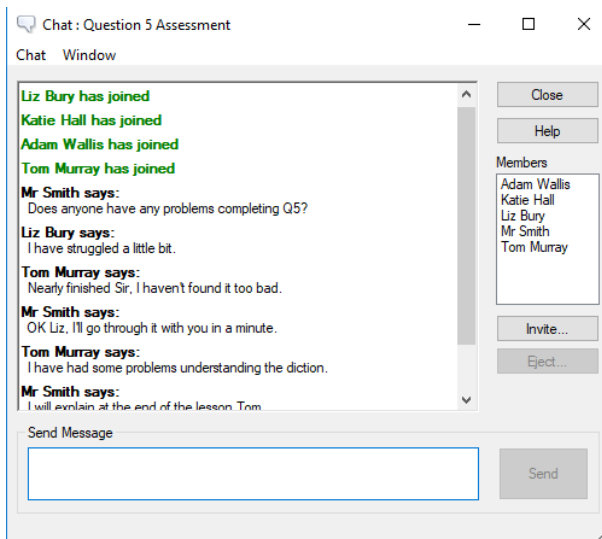 Chat : Question 5 Assessment
Chat Window
Liz Bury has joined
Katie Hall has joined
Adam Wallis has joined
Tom Murray has joined
Mr Smith says:
Does anyone have any problems completing Q5?
Liz Bury says:
I have struggled a little bit.
Tom Murray says:
Nearly finished Sir, I haven't found it too bad.
Mr Smith says:
OK Liz, I'll go through it with you in a minute.
Tom Murray says:
I have had some problems understanding the diction.
Mr Smith says:
I will explain at the end of the lesson Tom
Close
Help
Members
Adam Wallis
Katie Hall
Liz Bury
Mr Smith
Tom Murray
Invite...
Eject...
Send Message
Send